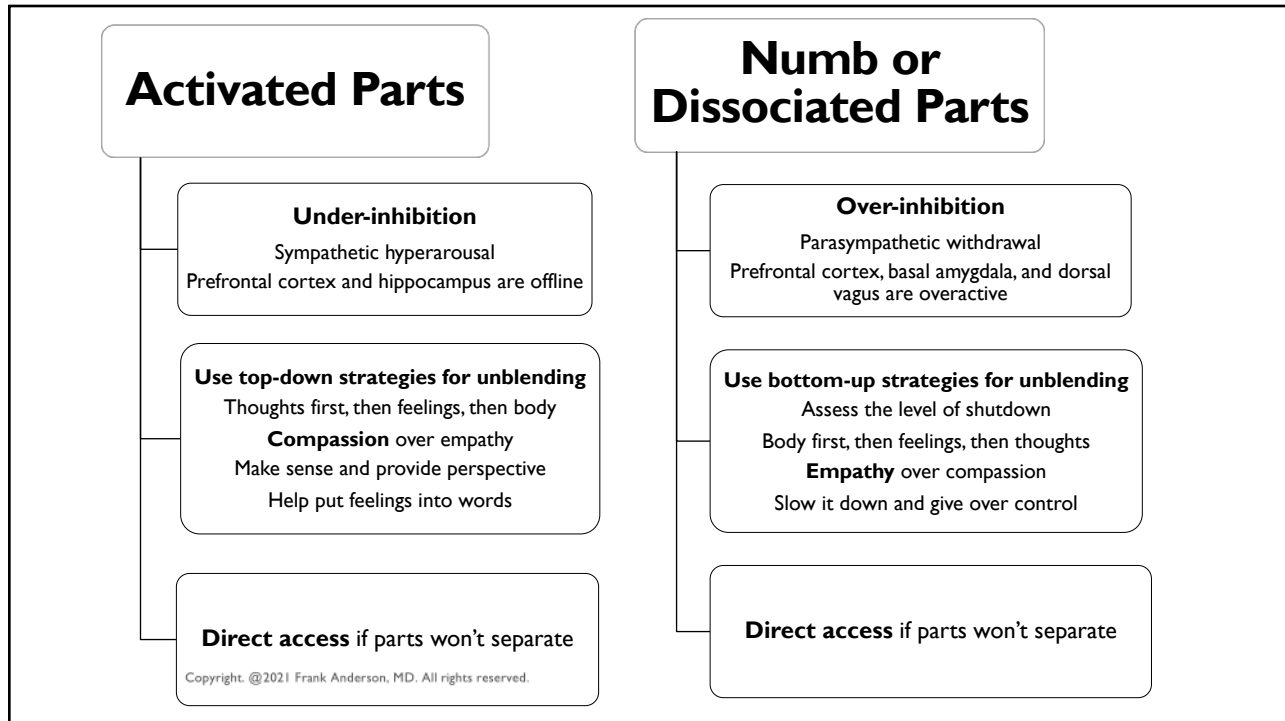 Activated Parts
Under-inhibition
Sympathetic hyperarousal
Prefrontal cortex and hippocampus are offline
Use top-down strategies for unblending
Thoughts first, then feelings, then body
Compassion over empathy
Make sense and provide perspective
Help put feelings into words
Direct access if parts won't separate
Copyright. @2021 Frank Anderson, MD. All rights reserved.
Numb or
Dissociated Parts
Over-inhibition
Parasympathetic withdrawal
Prefrontal cortex, basal amygdala, and dorsal
vagus are overactive
Use bottom-up strategies for unblending
Assess the level of shutdown
Body first, then feelings, then thoughts
Empathy over compassion
Slow it down and give over control
Direct access if parts won't separate